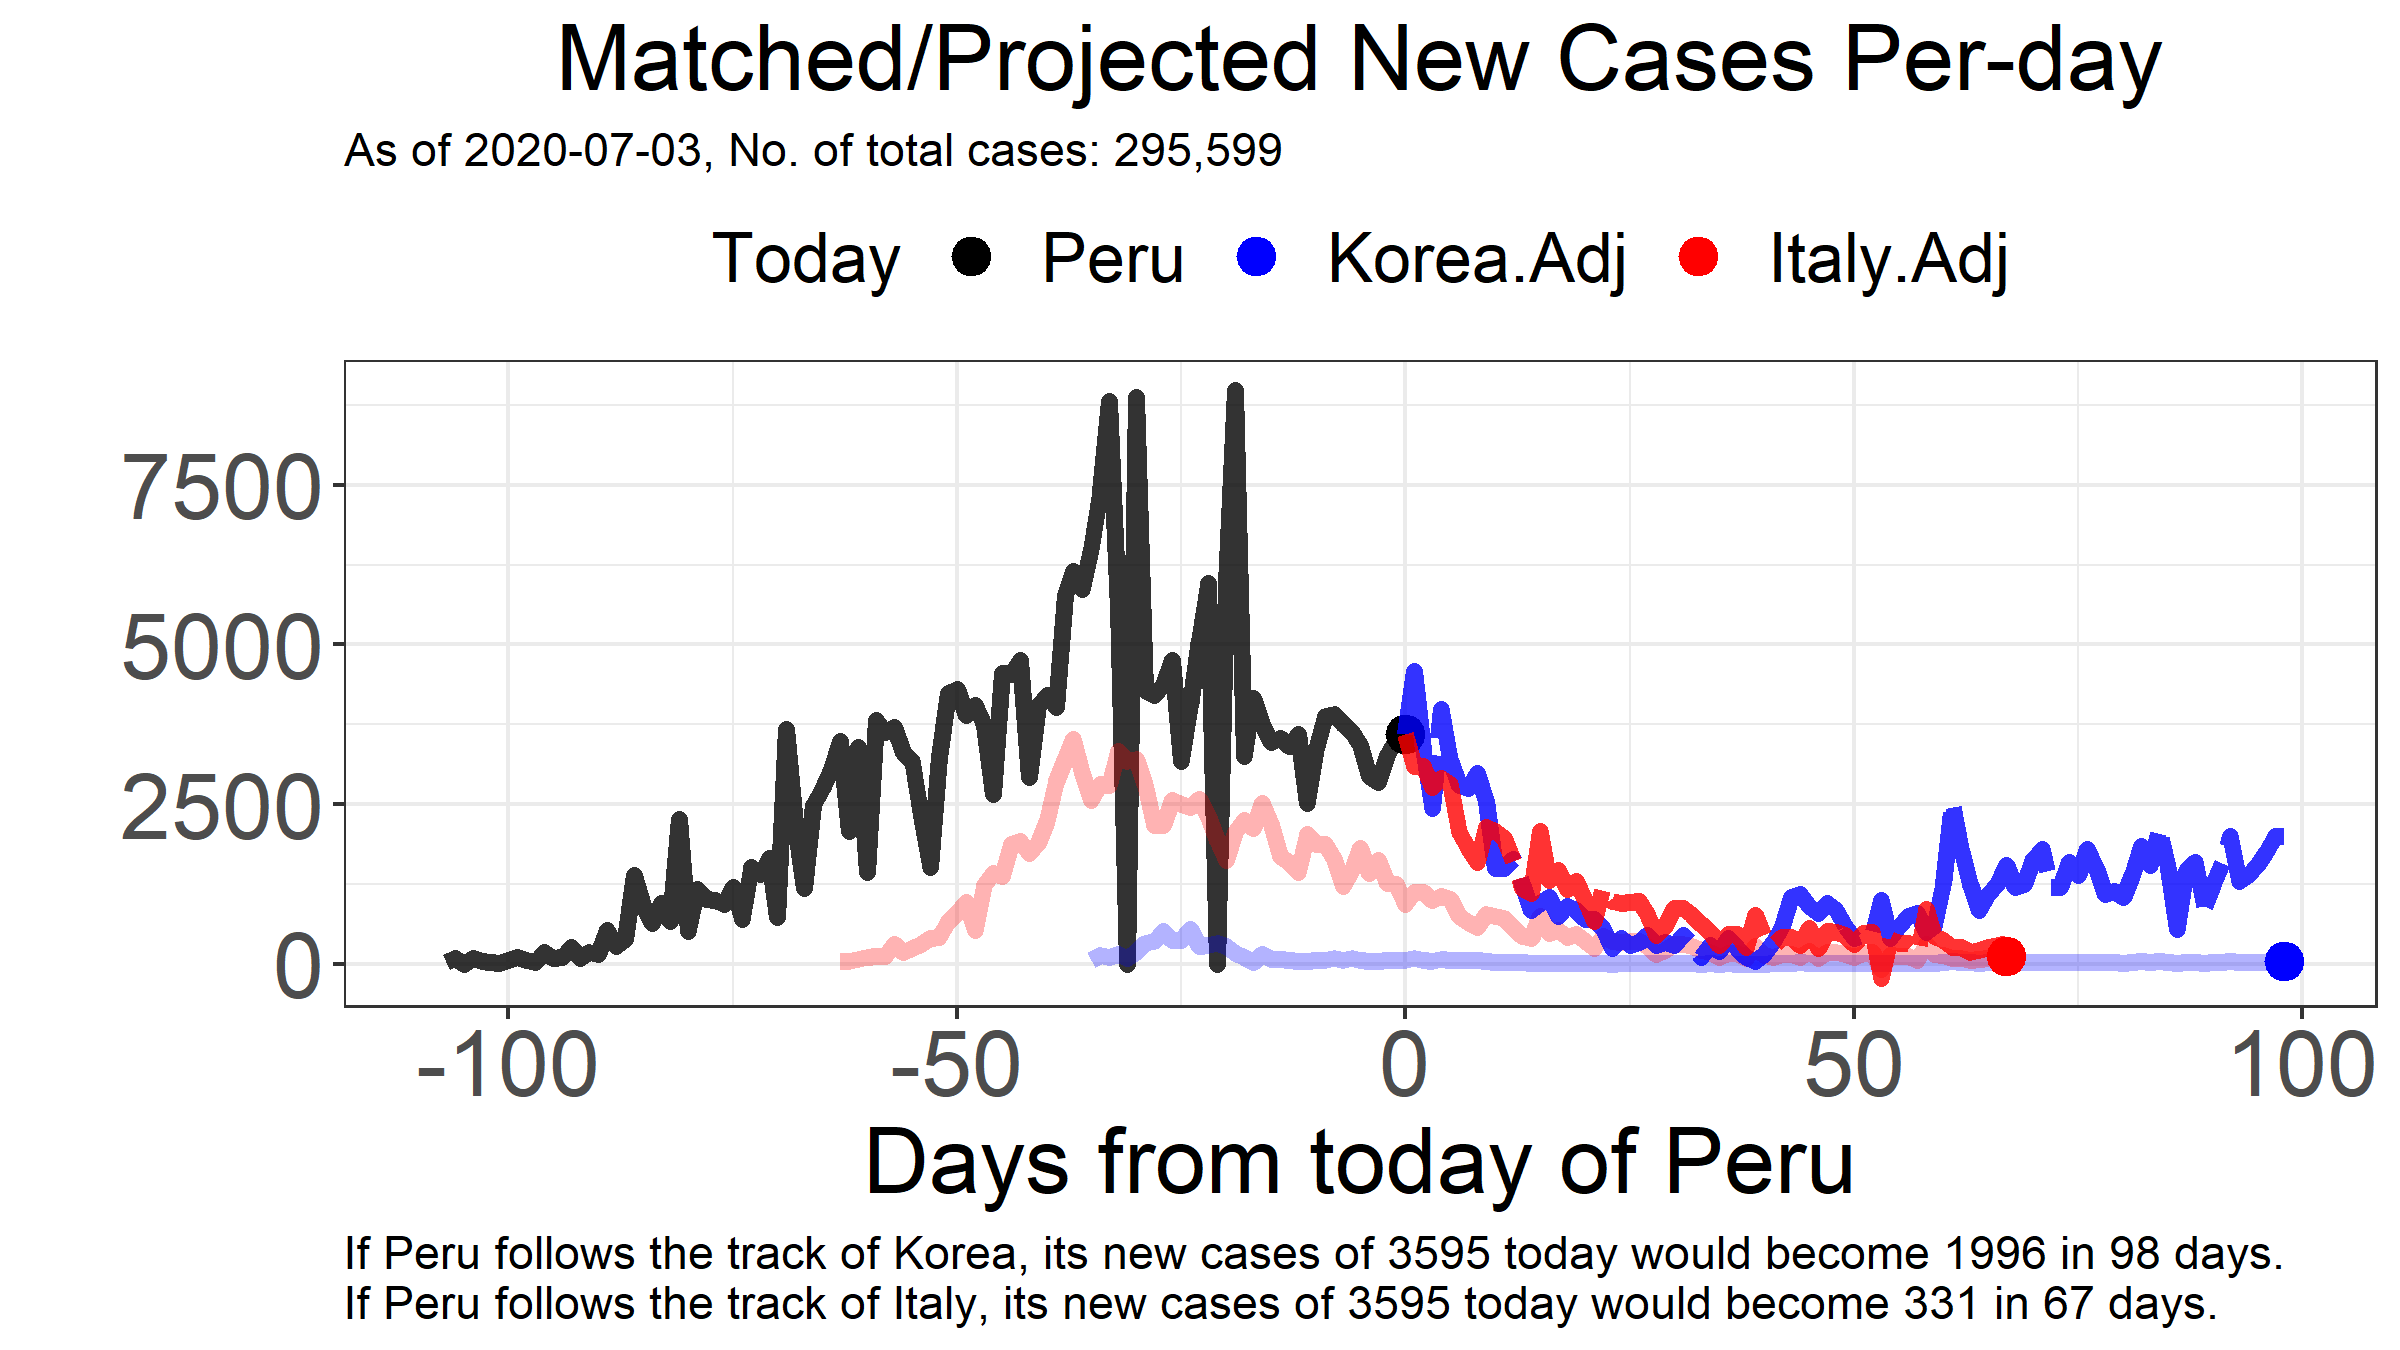 Matched/Projected New Cases Per-day
As of 2020-07-03, No. of total cases: 295,599
Today Peru Korea.Adj Italy.Adj
7500
5000
2500
0
-100 -50 0 50 100
Days from today of Peru
If Peru follows the track of Korea, its new cases of 3595 today would become 1996 in 98 days.
If Peru follows the track of Italy, its new cases of 3595 today would become 331 in 67 days.